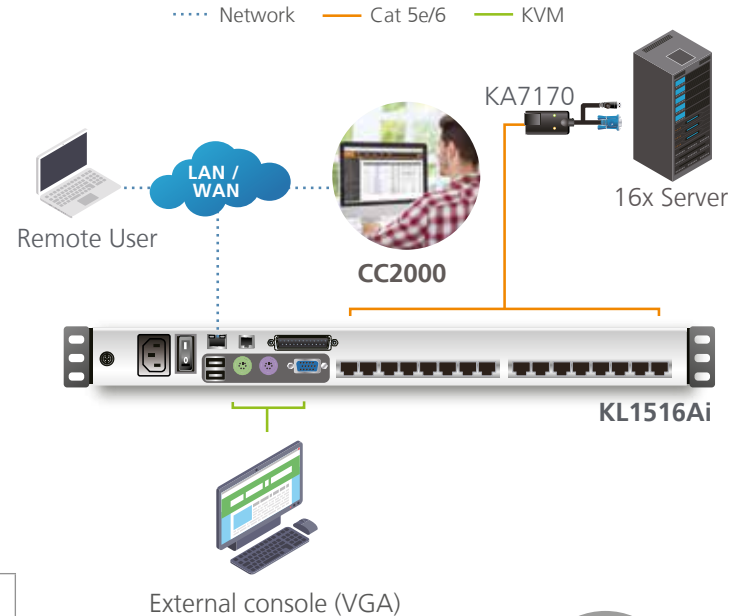 Network
Cat 5e/6
KVM
KA7170
LAN /
WAN
16x Server
Remote User
CC2000
KL1516Ai
External console (VGA)